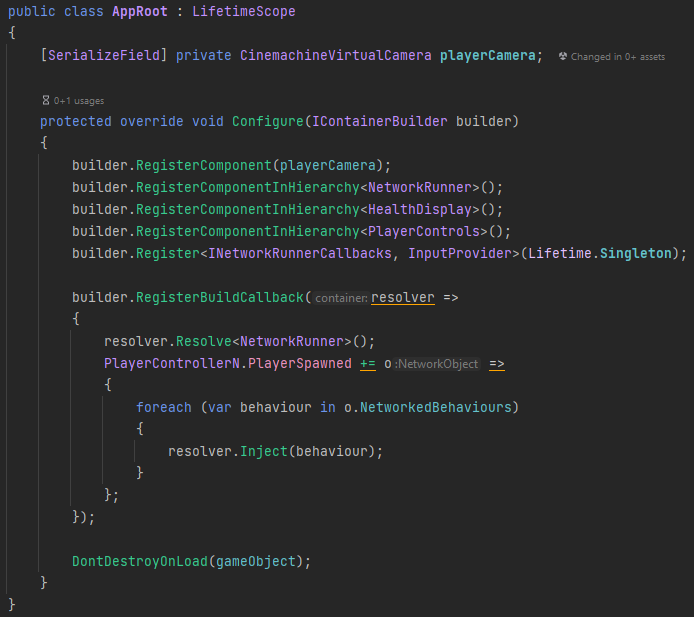 public class AppRoot : LifetimeScope
{
    [SerializeField] private CinemachineVirtualCamera playerCamera; Changed in 0+ assets
    0+1 usages
    protected override void Configure(IContainerBuilder builder)
    {
        builder.RegisterComponent(playerCamera);
        builder.RegisterComponentInHierarchy<NetworkRunner>();
        builder.RegisterComponentInHierarchy<HealthDisplay>();
        builder.RegisterComponentInHierarchy<PlayerControls>();
        builder.Register<INetworkRunnerCallbacks, InputProvider>(Lifetime.Singleton);
        builder.RegisterBuildCallback(container: resolver =>
        {
            resolver.Resolve<NetworkRunner>();
            PlayerControllerN.PlayerSpawned += o :NetworkObject =>
            {
                foreach (var behaviour in o.NetworkedBehaviours)
                {
                    resolver.Inject(behaviour);
                }
            };
        });
        DontDestroyOnLoad(gameObject);
    }
}